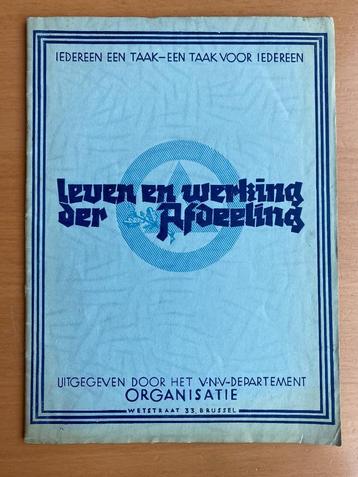 IEDEREEN EEN TAAK—EEN TAAK VOOR IEDEREEN
leven en werking
der Afdeeling
UITGEGEVEN DOOR HET V·N·V·-DEPARTEMENT
ORGANISATIE
WETSTRAAT 33, BRUSSEL